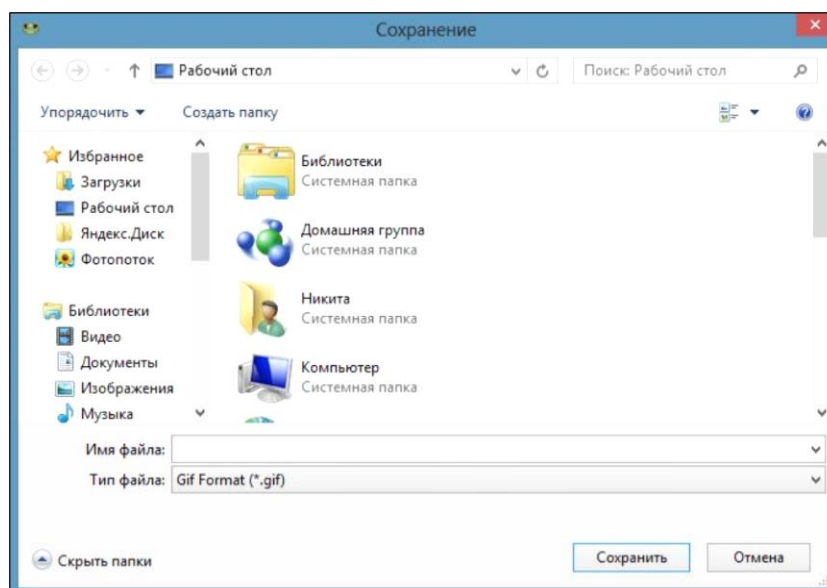 Сохранение
Рабочий стол
Поиск: Рабочий стол
Упорядочить
Создать папку
Избранное
Загрузки
Рабочий стол
Яндекс.Диск
Фотопоток
Библиотеки
Видео
Документы
Изображения
Музыка
Библиотеки
Системная папка
Домашняя группа
Системная папка
Никита
Системная папка
Компьютер
Системная папка
Имя файла:
Тип файла: Gif Format (*.gif)
Скрыть папки
Сохранить
Отмена